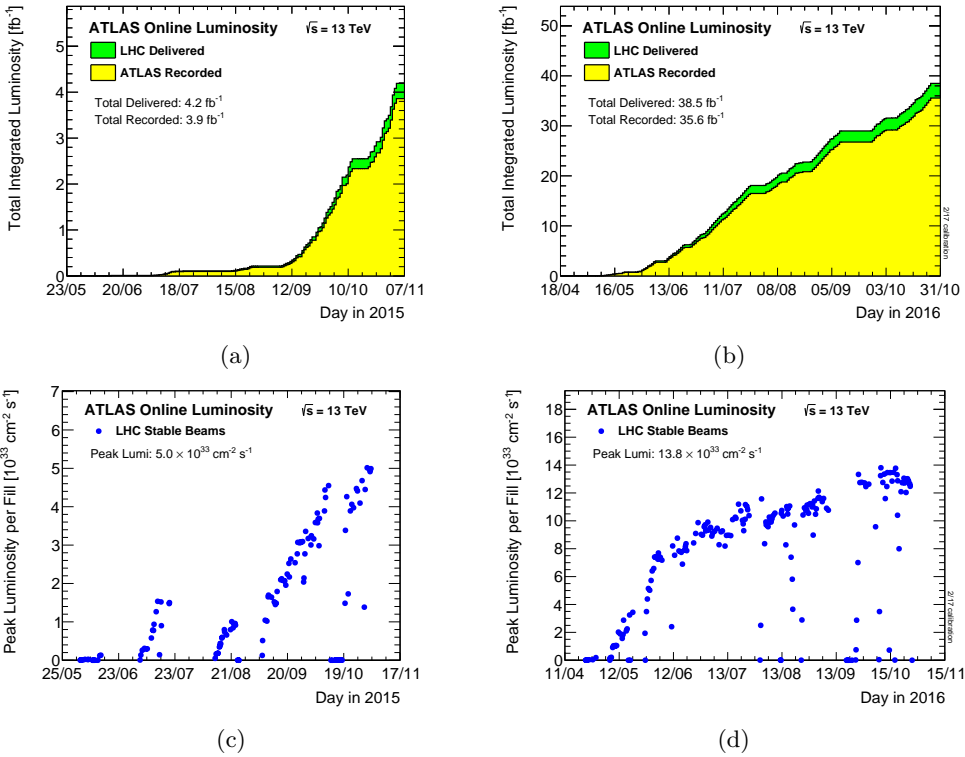 Total Integrated Luminosity [fb⁻¹]
ATLAS Online Luminosity √s = 13 TeV
LHC Delivered
ATLAS Recorded
Total Delivered: 4.2 fb⁻¹
Total Recorded: 3.9 fb⁻¹
5
4
3
2
1
0
23/05 20/06 18/07 15/08 12/09 10/10 07/11
Day in 2015
(a)
Total Integrated Luminosity [fb⁻¹]
ATLAS Online Luminosity √s = 13 TeV
LHC Delivered
ATLAS Recorded
Total Delivered: 38.5 fb⁻¹
Total Recorded: 35.6 fb⁻¹
50
40
30
20
10
0
2/17 calibration
18/04 16/05 13/06 11/07 08/08 05/09 03/10 31/10
Day in 2016
(b)
Peak Luminosity per Fill [10³³ cm⁻² s⁻¹]
ATLAS Online Luminosity √s = 13 TeV
LHC Stable Beams
Peak Lumi: 5.0 × 10³³ cm⁻² s⁻¹
7
6
5
4
3
2
1
0
25/05 23/06 23/07 21/08 20/09 19/10 17/11
Day in 2015
(c)
Peak Luminosity per Fill [10³³ cm⁻² s⁻¹]
ATLAS Online Luminosity √s = 13 TeV
LHC Stable Beams
Peak Lumi: 13.8 × 10³³ cm⁻² s⁻¹
18
16
14
12
10
8
6
4
2
0
2/17 calibration
11/04 12/05 12/06 13/07 13/08 13/09 15/10 15/11
Day in 2016
(d)